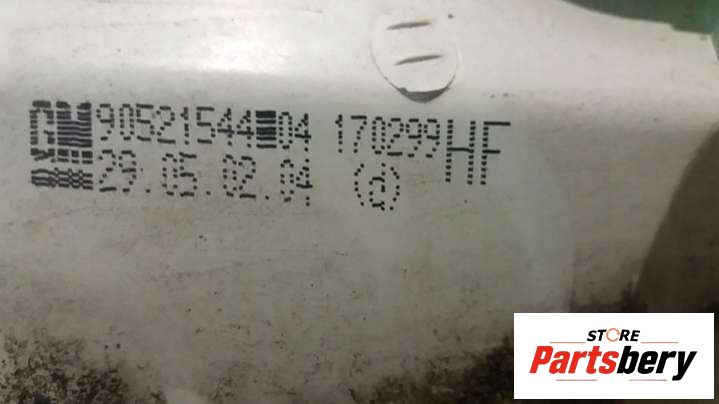 GM 90521544 04 170299 HF
29.05.02.04 (d)
STORE
Partsbery